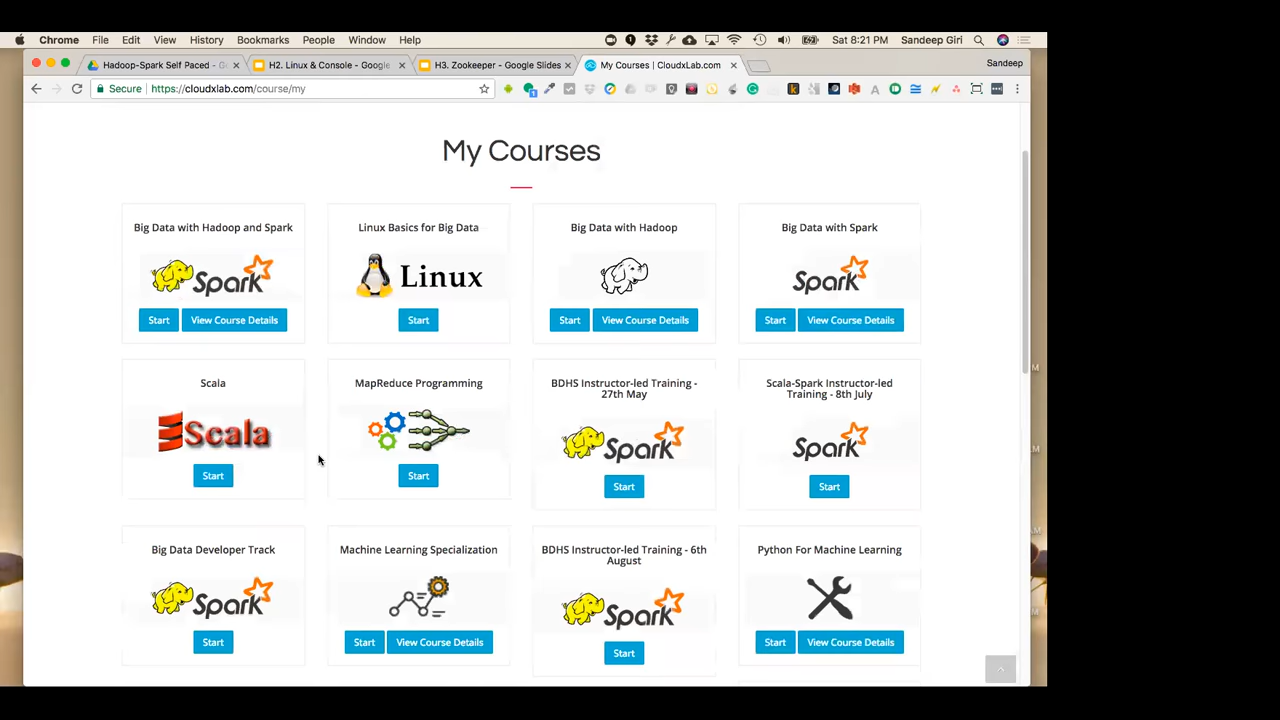 Chrome File Edit View History Bookmarks People Window Help Sat 8:21 PM Sandeep Giri
Hadoop-Spark Self Paced - G H2. Linux & Console - Google H3. Zookeeper - Google Slides My Courses | CloudxLab.com Sandeep
Secure https://cloudxlab.com/course/my
My Courses
Big Data with Hadoop and Spark
Spark
Start View Course Details
Linux Basics for Big Data
Linux
Start
Big Data with Hadoop
Start View Course Details
Big Data with Spark
Spark
Start View Course Details
Scala
Scala
Start
MapReduce Programming
Start
BDHS Instructor-led Training -
27th May
Spark
Start
Scala-Spark Instructor-led
Training - 8th July
Spark
Start
Big Data Developer Track
Spark
Start
Machine Learning Specialization
Start View Course Details
BDHS Instructor-led Training - 6th
August
Spark
Start
Python For Machine Learning
Start View Course Details